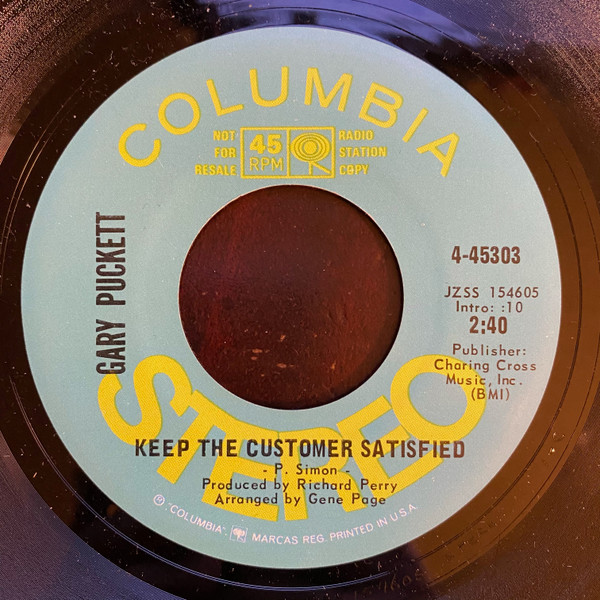 COLUMBIA
NOT
FOR
RESALE
45
RPM
RADIO
STATION
COPY
GARY PUCKETT
4-45303
JZSS 154605
Intro: :10
2:40
Publisher:
Charing Cross
Music, Inc.
(BMI)
STEREO
KEEP THE CUSTOMER SATISFIED
- P. Simon -
Produced by Richard Perry
Arranged by Gene Page
® "COLUMBIA", MARCAS REG. PRINTED IN U.S.A.